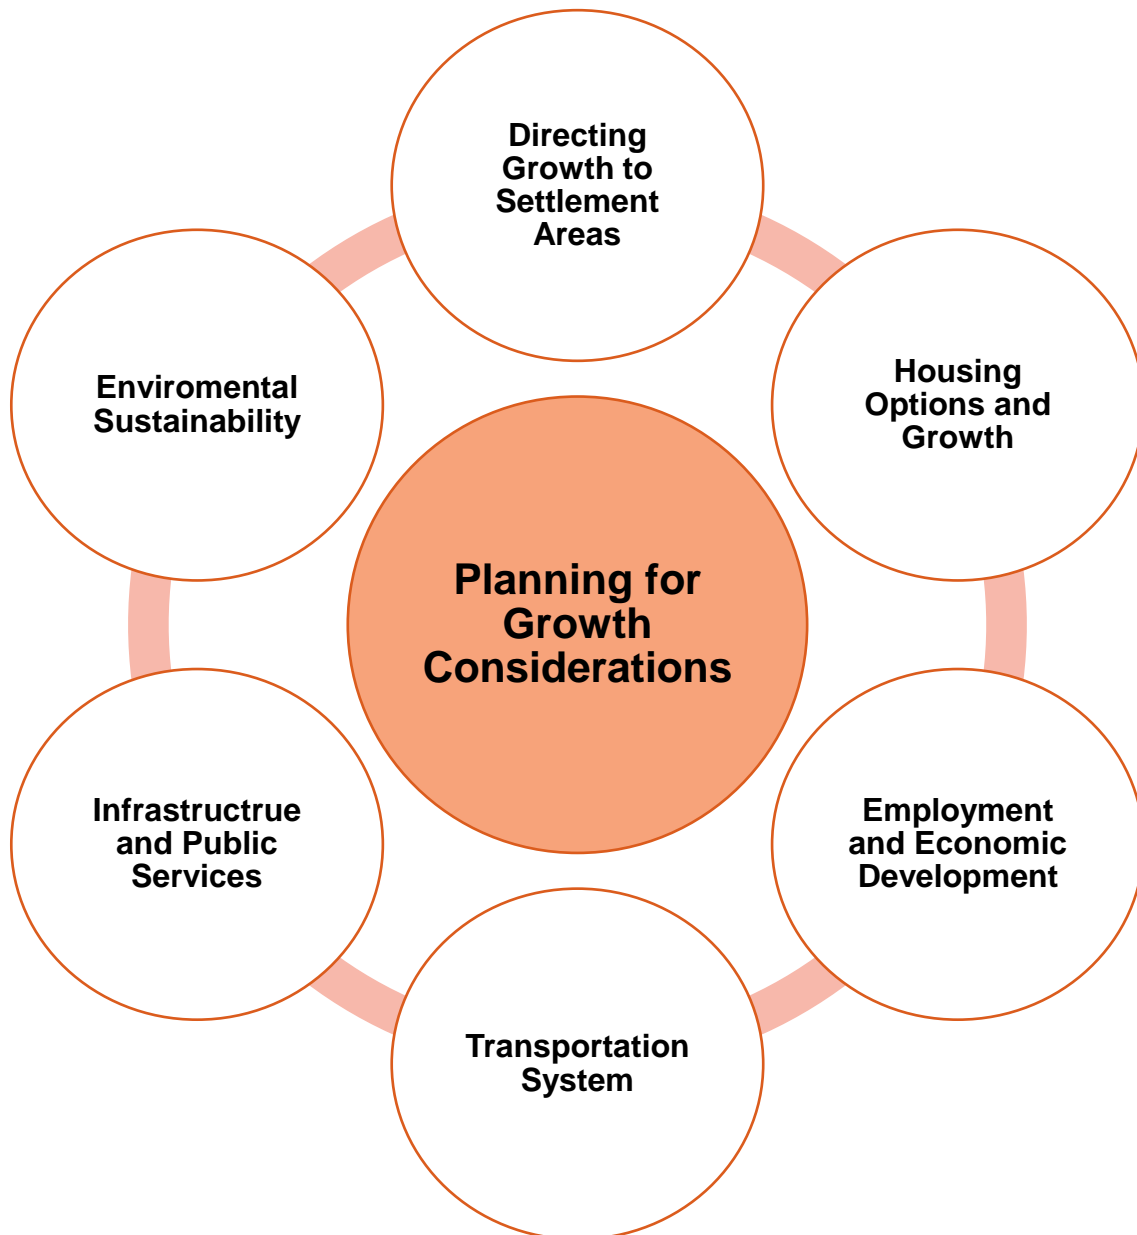 Directing
Growth to
Settlement
Areas
Housing
Options and
Growth
Enviromental
Sustainability
Planning for
Growth
Considerations
Employment
and Economic
Development
Infrastructrue
and Public
Services
Transportation
System